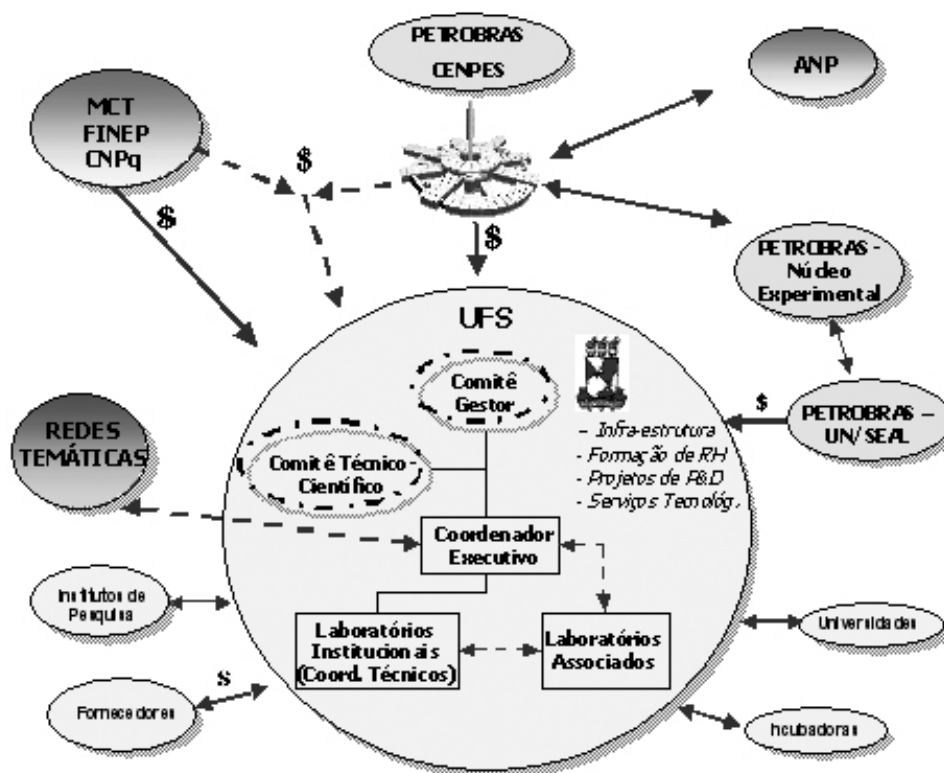 PETROBRAS
CENPES
ANP
MCT
FINEP
CNPq
$
$
$
PETROBRAS -
Núcleo
Experimental
UFS
Comitê
Gestor
- Infra-estrutura
- Formação de RH
- Projetos de P&D
- Serviços Tecnológ.
$
PETROBRAS –
UN/SEAL
REDES
TEMÁTICAS
Comitê Técnico -
Científico
Coordenador
Executivo
Institutos de
Pesquisa
Laboratórios
Institucionais
(Coord. Técnicos)
Laboratórios
Associados
Universidades
$
Fornecedores
Incubadoras